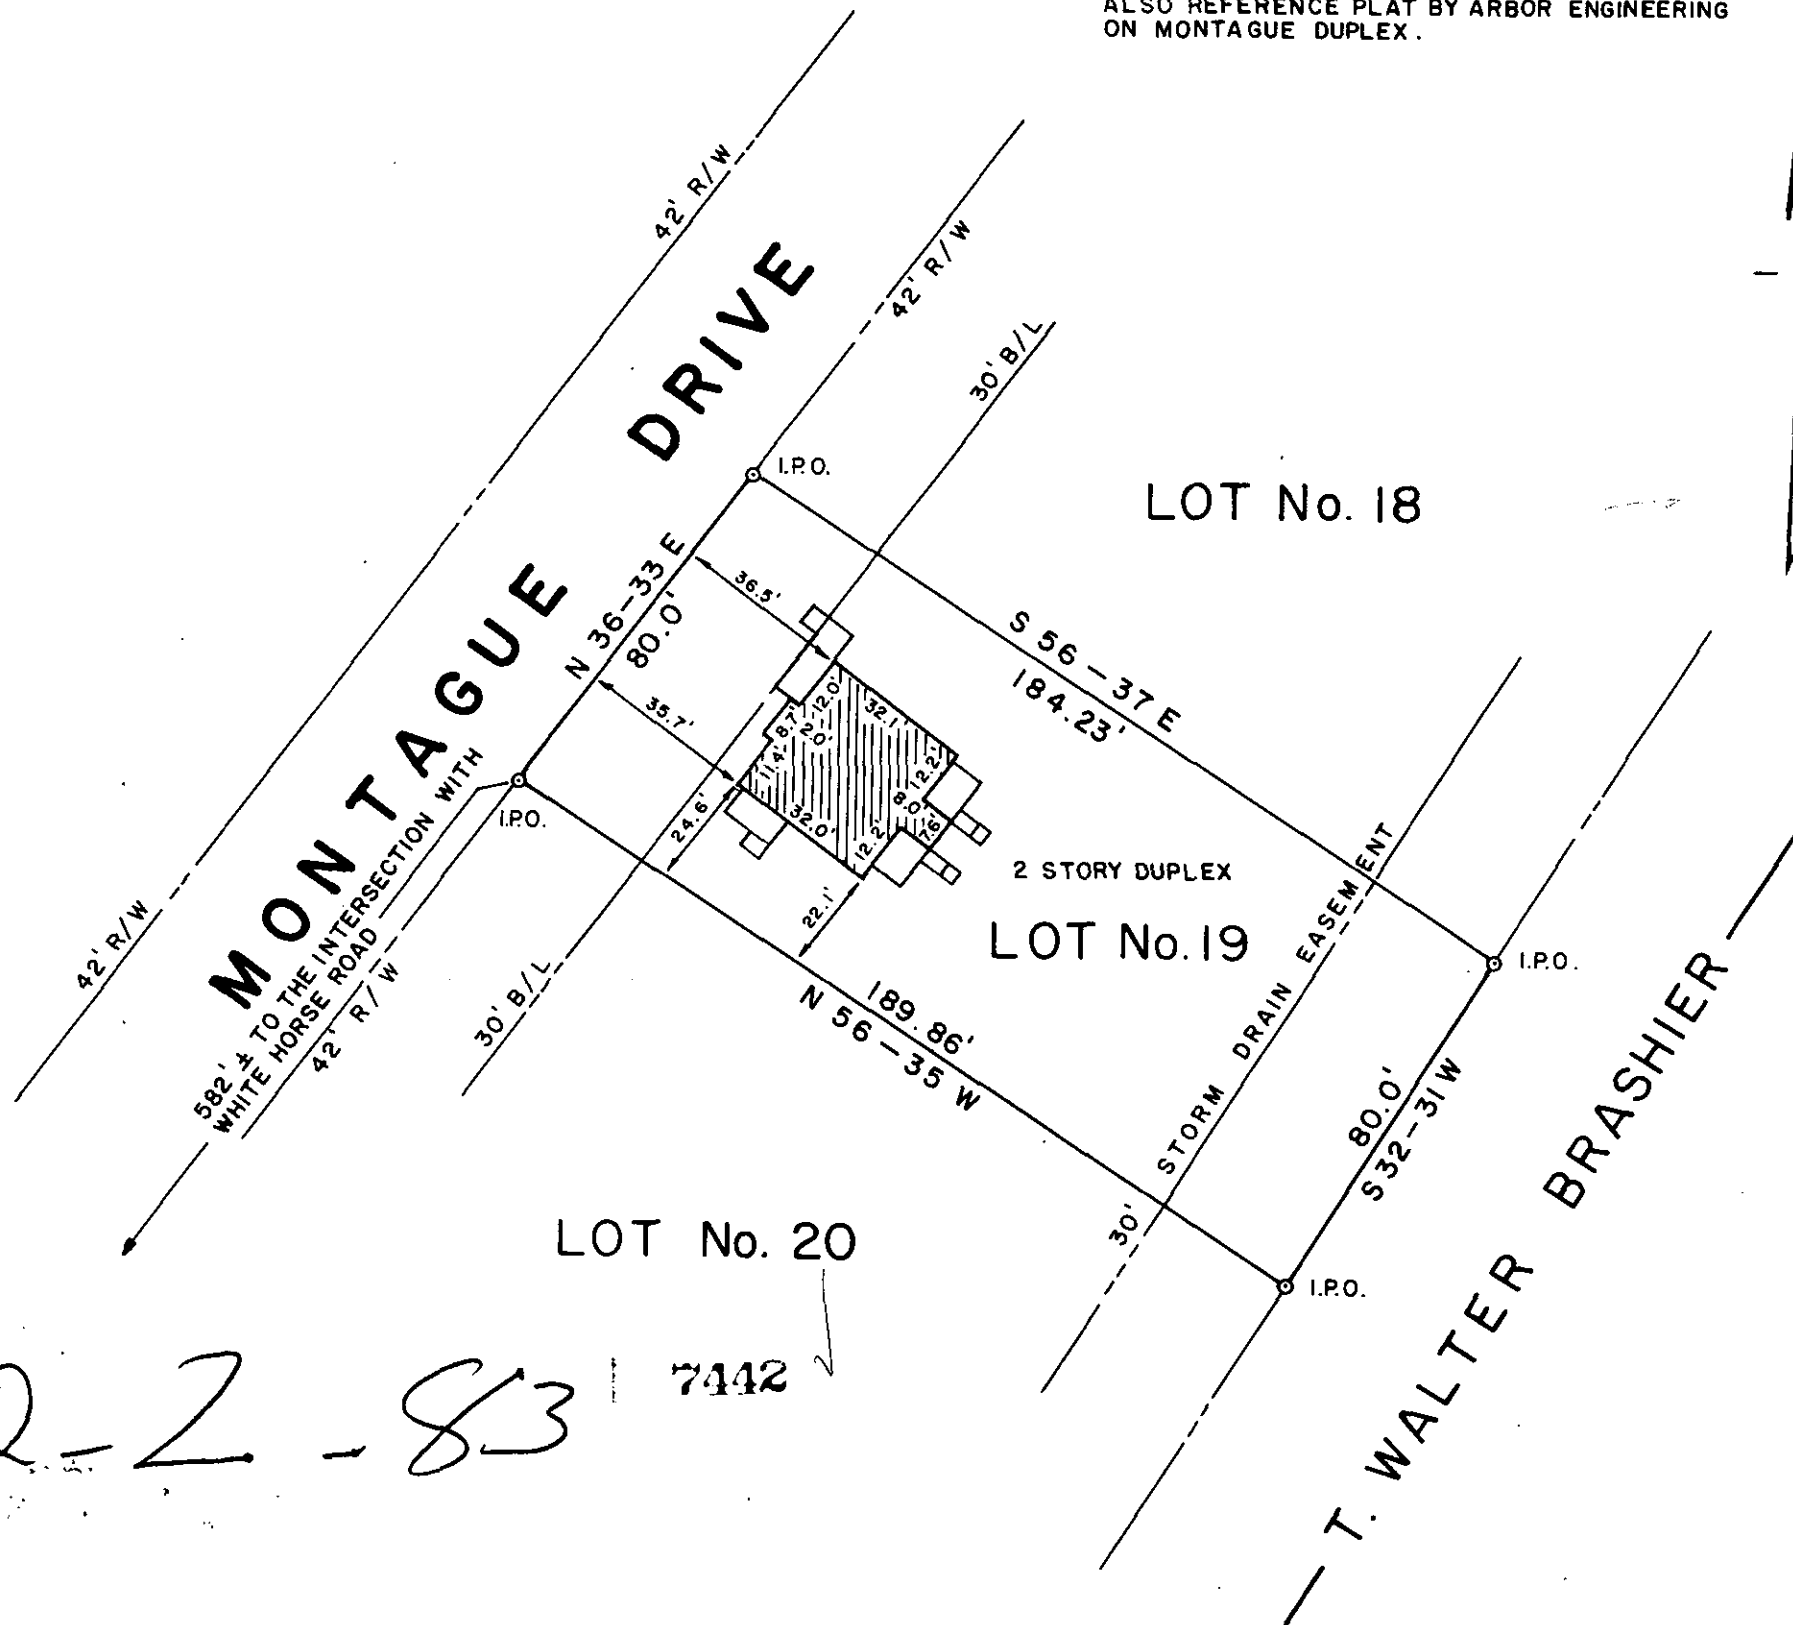 ALSO REFERENCE PLAT BY ARBOR ENGINEERING
ON MONTAGUE DUPLEX.
42' R/W
42' R/W
30' B/L
MONTAGUE DRIVE
I.P.O.
LOT No. 18
N 36-33 E
80.0'
36.5'
35.7'
S 56-37 E
184.23'
12.0'
32.1'
8.7'
2.0'
11.4'
12.2'
8.0'
7.6'
12.2'
32.0'
24.6'
22.1'
I.P.O.
2 STORY DUPLEX
LOT No. 19
I.P.O.
42' R/W
582' ± TO THE INTERSECTION WITH
WHITE HORSE ROAD
42' R/W
30' B/L
189.86'
N 56-35 W
30' STORM DRAIN EASEMENT
80.0'
S 32-31 W
I.P.O.
LOT No. 20
T. WALTER BRASHIER
2-2-83
7442